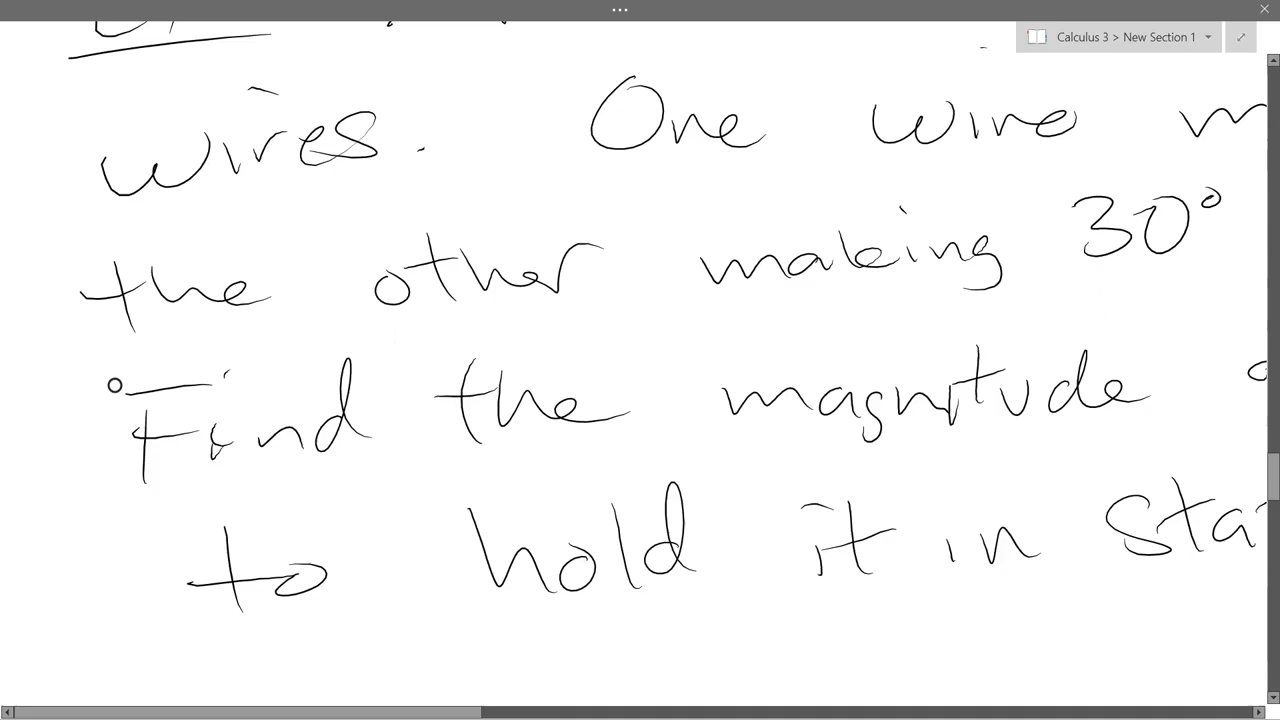 Calculus 3 > New Section 1
wires. One wire
the other making 30°
Find the magnitude
to hold it in